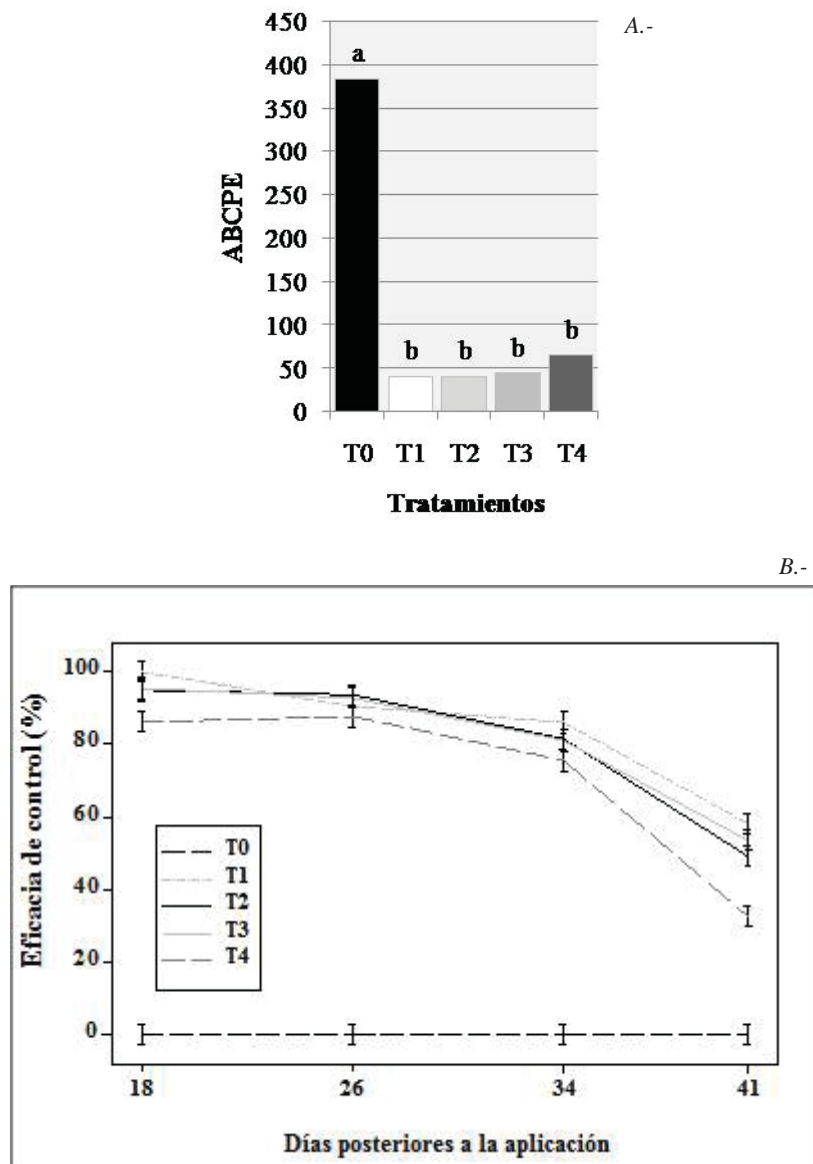 A.-
450
400
350
300
250
200
150
100
50
0
ABCPE
a
b
b
b
b
T0 T1 T2 T3 T4
Tratamientos
B.-
Eficacia de control (%)
100
80
60
40
20
0
T0
T1
T2
T3
T4
18 26 34 41
Días posteriores a la aplicación